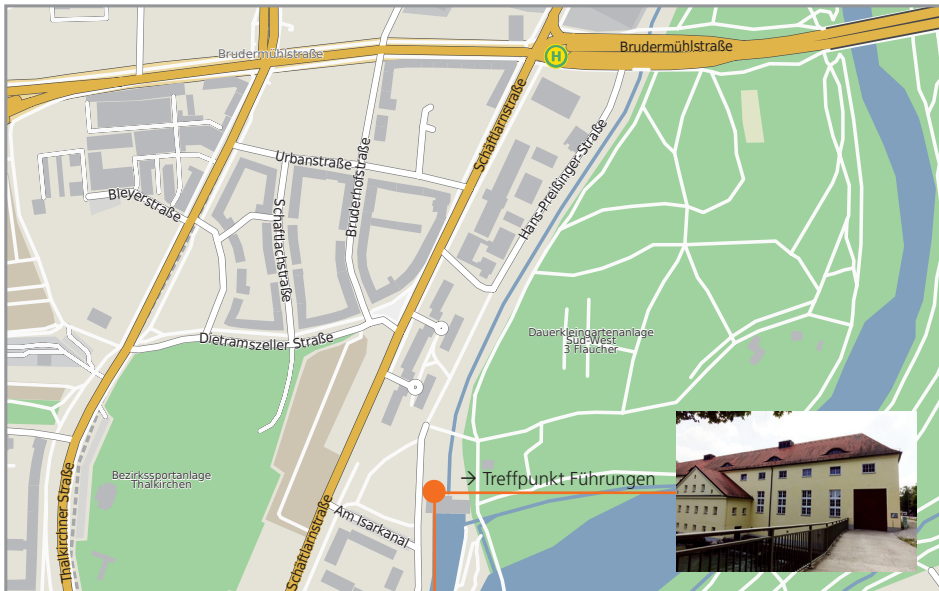 Brudermühlstraße
Brudermühlstraße
H
Schäftlarnstraße
Hans-Preißinger-Straße
Urbanstraße
Bruderhofstraße
Bleyerstraße
Schäftlachstraße
Dietramszeller Straße
Dauerkleingartenanlage
Süd-West
3 Flaucher
Bezirkssportanlage
Thalkirchen
→ Treffpunkt Führungen
Am Isarkanal
Thalkirchner Straße
Schäftlarnstraße